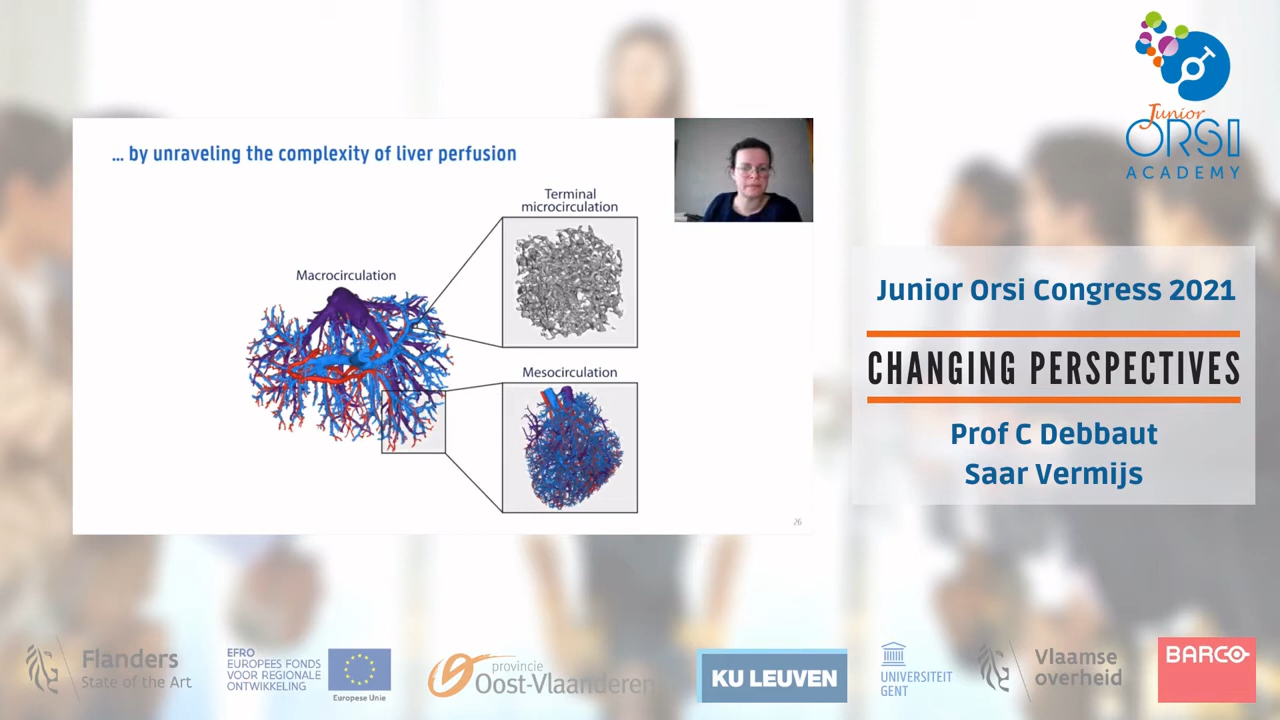 Junior
ORSI
ACADEMY
... by unraveling the complexity of liver perfusion
Terminal
microcirculation
Macrocirculation
Mesocirculation
26
Junior Orsi Congress 2021
CHANGING PERSPECTIVES
Prof C Debbaut
Saar Vermijs
Flanders
State of the Art
EFRO
EUROPEES FONDS
VOOR REGIONALE
ONTWIKKELING
Europese Unie
provincie
Oost-Vlaanderen
KU LEUVEN
UNIVERSITEIT
GENT
Vlaamse
overheid
BARCO